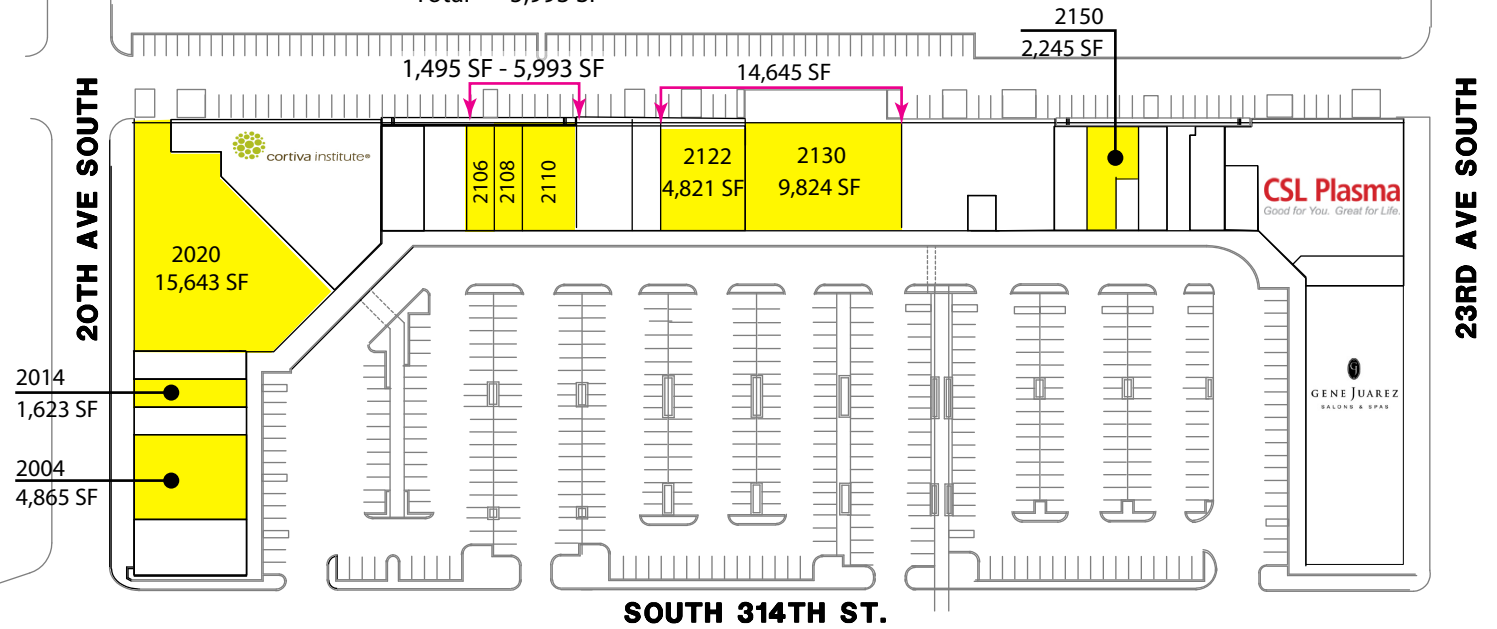 2150
2,245 SF
1,495 SF - 5,993 SF
14,645 SF
20TH AVE SOUTH
23RD AVE SOUTH
cortiva institute®
2106
2108
2110
2122
4,821 SF
2130
9,824 SF
CSL Plasma
Good for You. Great for Life.
2020
15,643 SF
2014
1,623 SF
2004
4,865 SF
G
GENE JUAREZ
SALONS & SPAS
SOUTH 314TH ST.